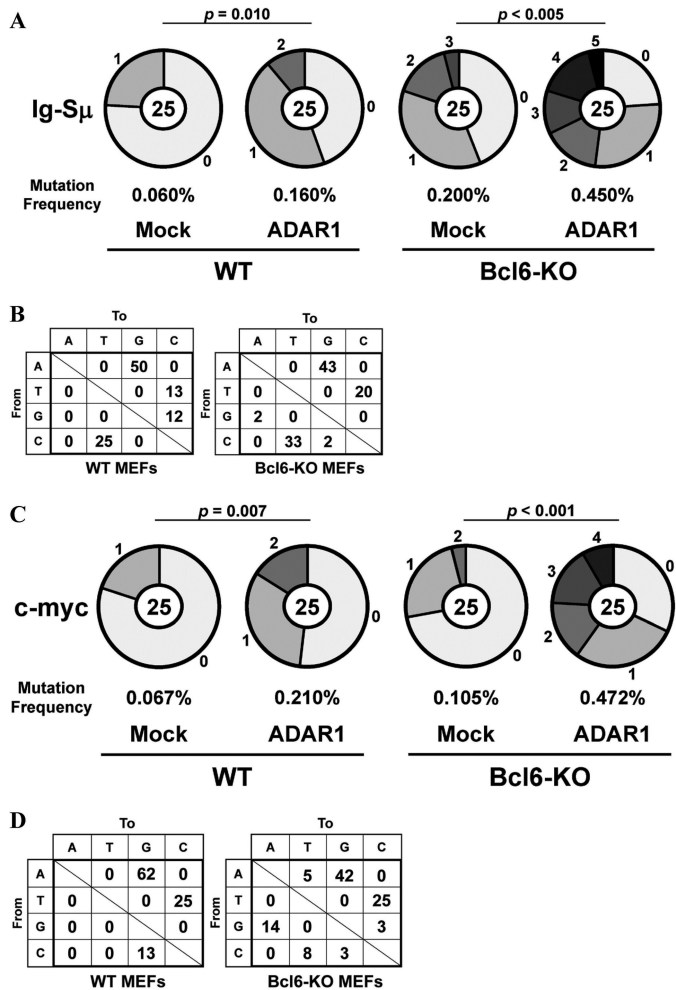 A
p = 0.010
p < 0.005
Ig-Sμ
1
25
0
2
25
0
1
3
2
25
0
1
5
4
0
3
25
2
1
Mutation Frequency
0.060%
0.160%
0.200%
0.450%
Mock
ADAR1
Mock
ADAR1
WT
Bcl6-KO
B
To
To
A T G C
A T G C
From
A 0 50 0
T 0 0 13
G 0 0 12
C 0 25 0
WT MEFs
From
A 0 43 0
T 0 0 20
G 2 0 0
C 0 33 2
Bcl6-KO MEFs
C
p = 0.007
p < 0.001
c-myc
1
25
0
2
25
0
1
2
1
25
0
4
3
0
25
2
1
Mutation Frequency
0.067%
0.210%
0.105%
0.472%
Mock
ADAR1
Mock
ADAR1
WT
Bcl6-KO
D
To
To
A T G C
A T G C
From
A 0 62 0
T 0 0 25
G 0 0 0
C 0 0 13
WT MEFs
From
A 5 42 0
T 0 0 25
G 14 0 3
C 0 8 3
Bcl6-KO MEFs